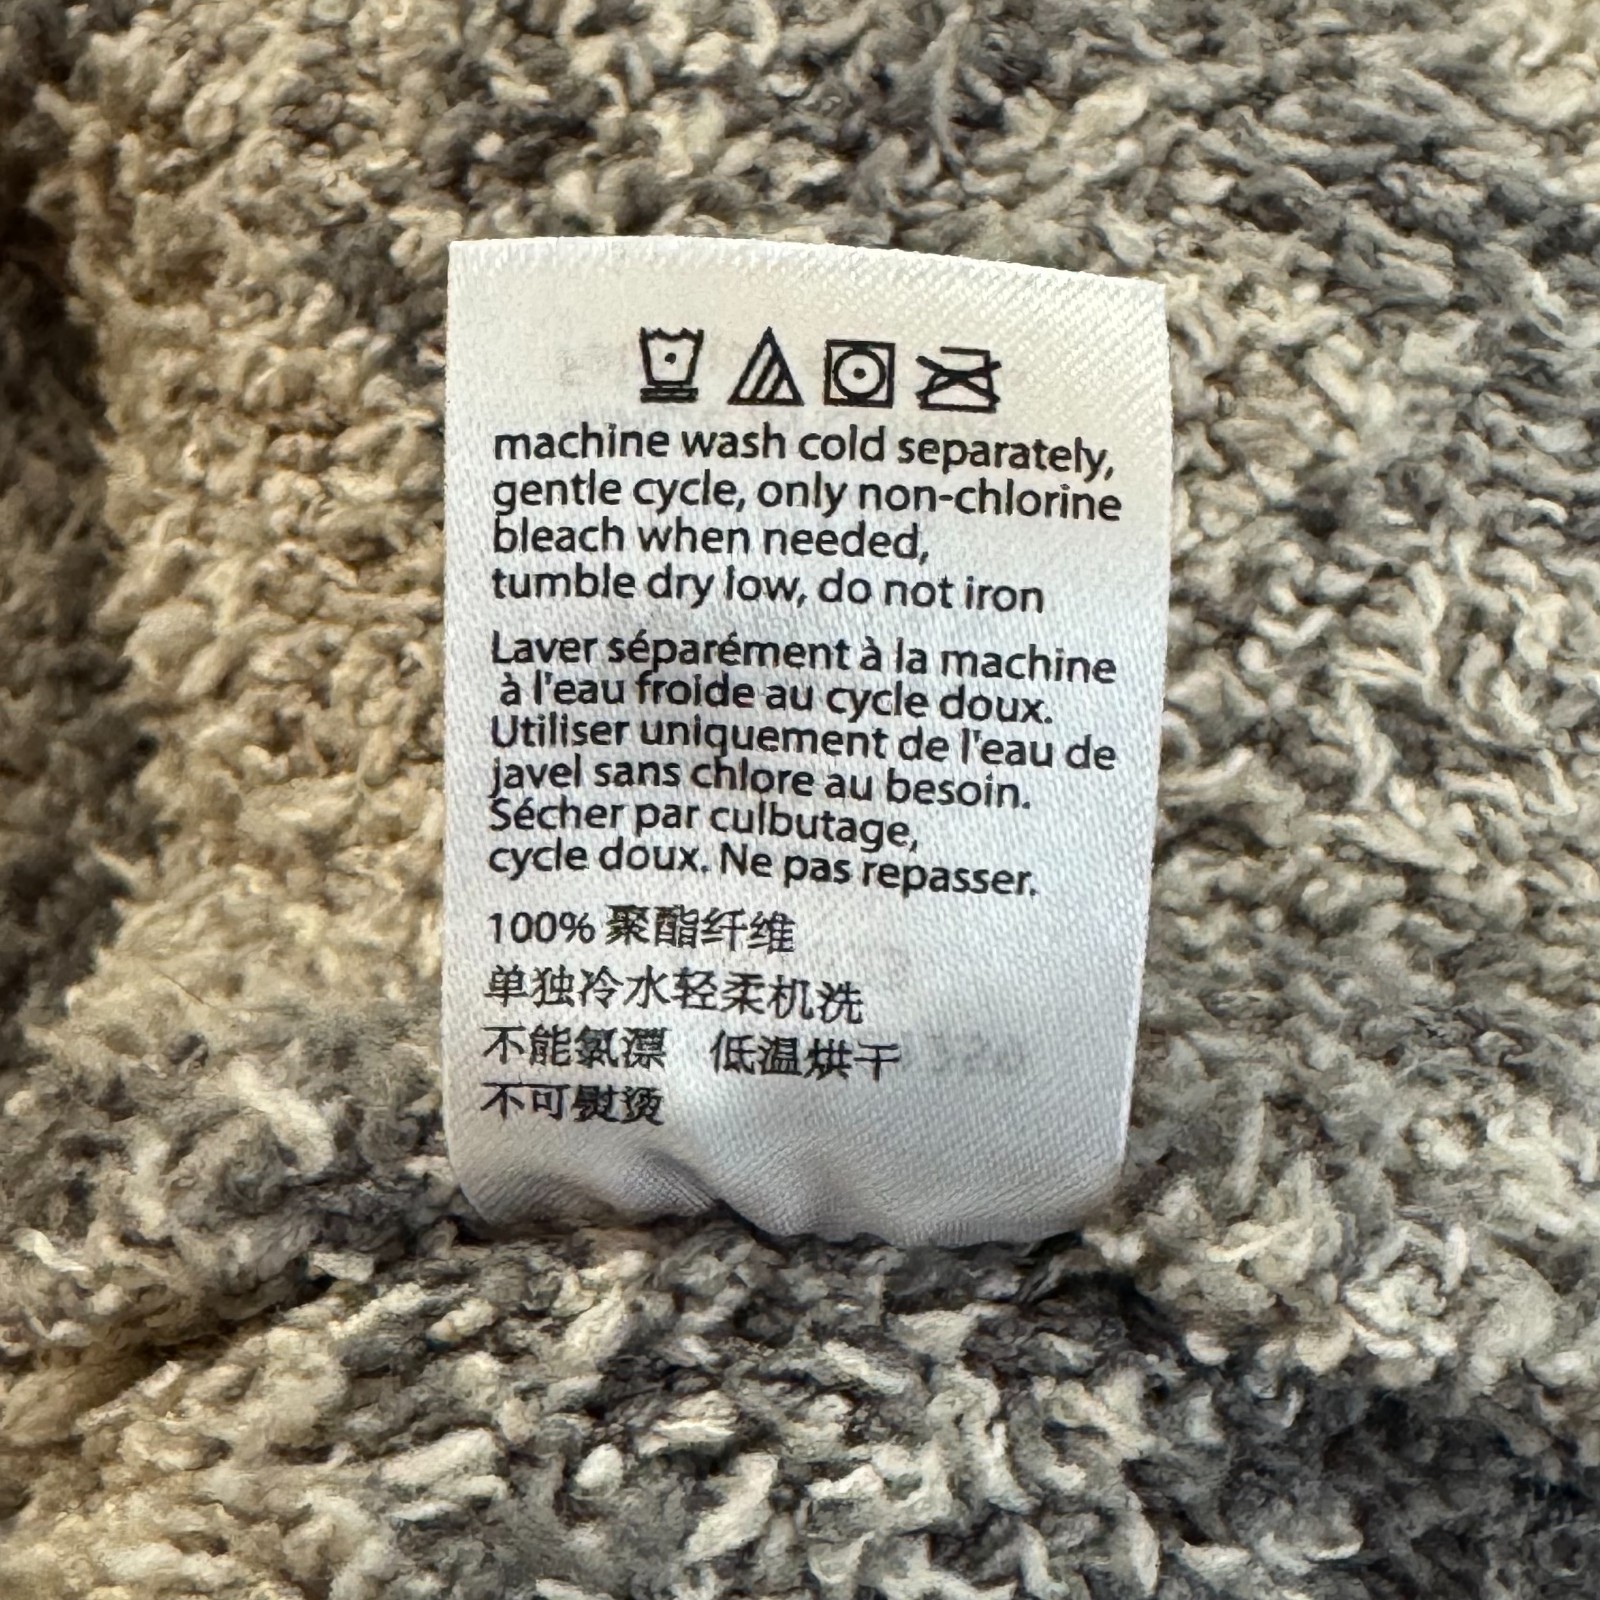 machine wash cold separately,
gentle cycle, only non-chlorine
bleach when needed,
tumble dry low, do not iron
Laver séparément à la machine
à l'eau froide au cycle doux.
Utiliser uniquement de l'eau de
javel sans chlore au besoin.
Sécher par culbutage,
cycle doux. Ne pas repasser.
100% 聚酯纤维
单独冷水轻柔机洗
不能氯漂 低温烘干
不可熨烫